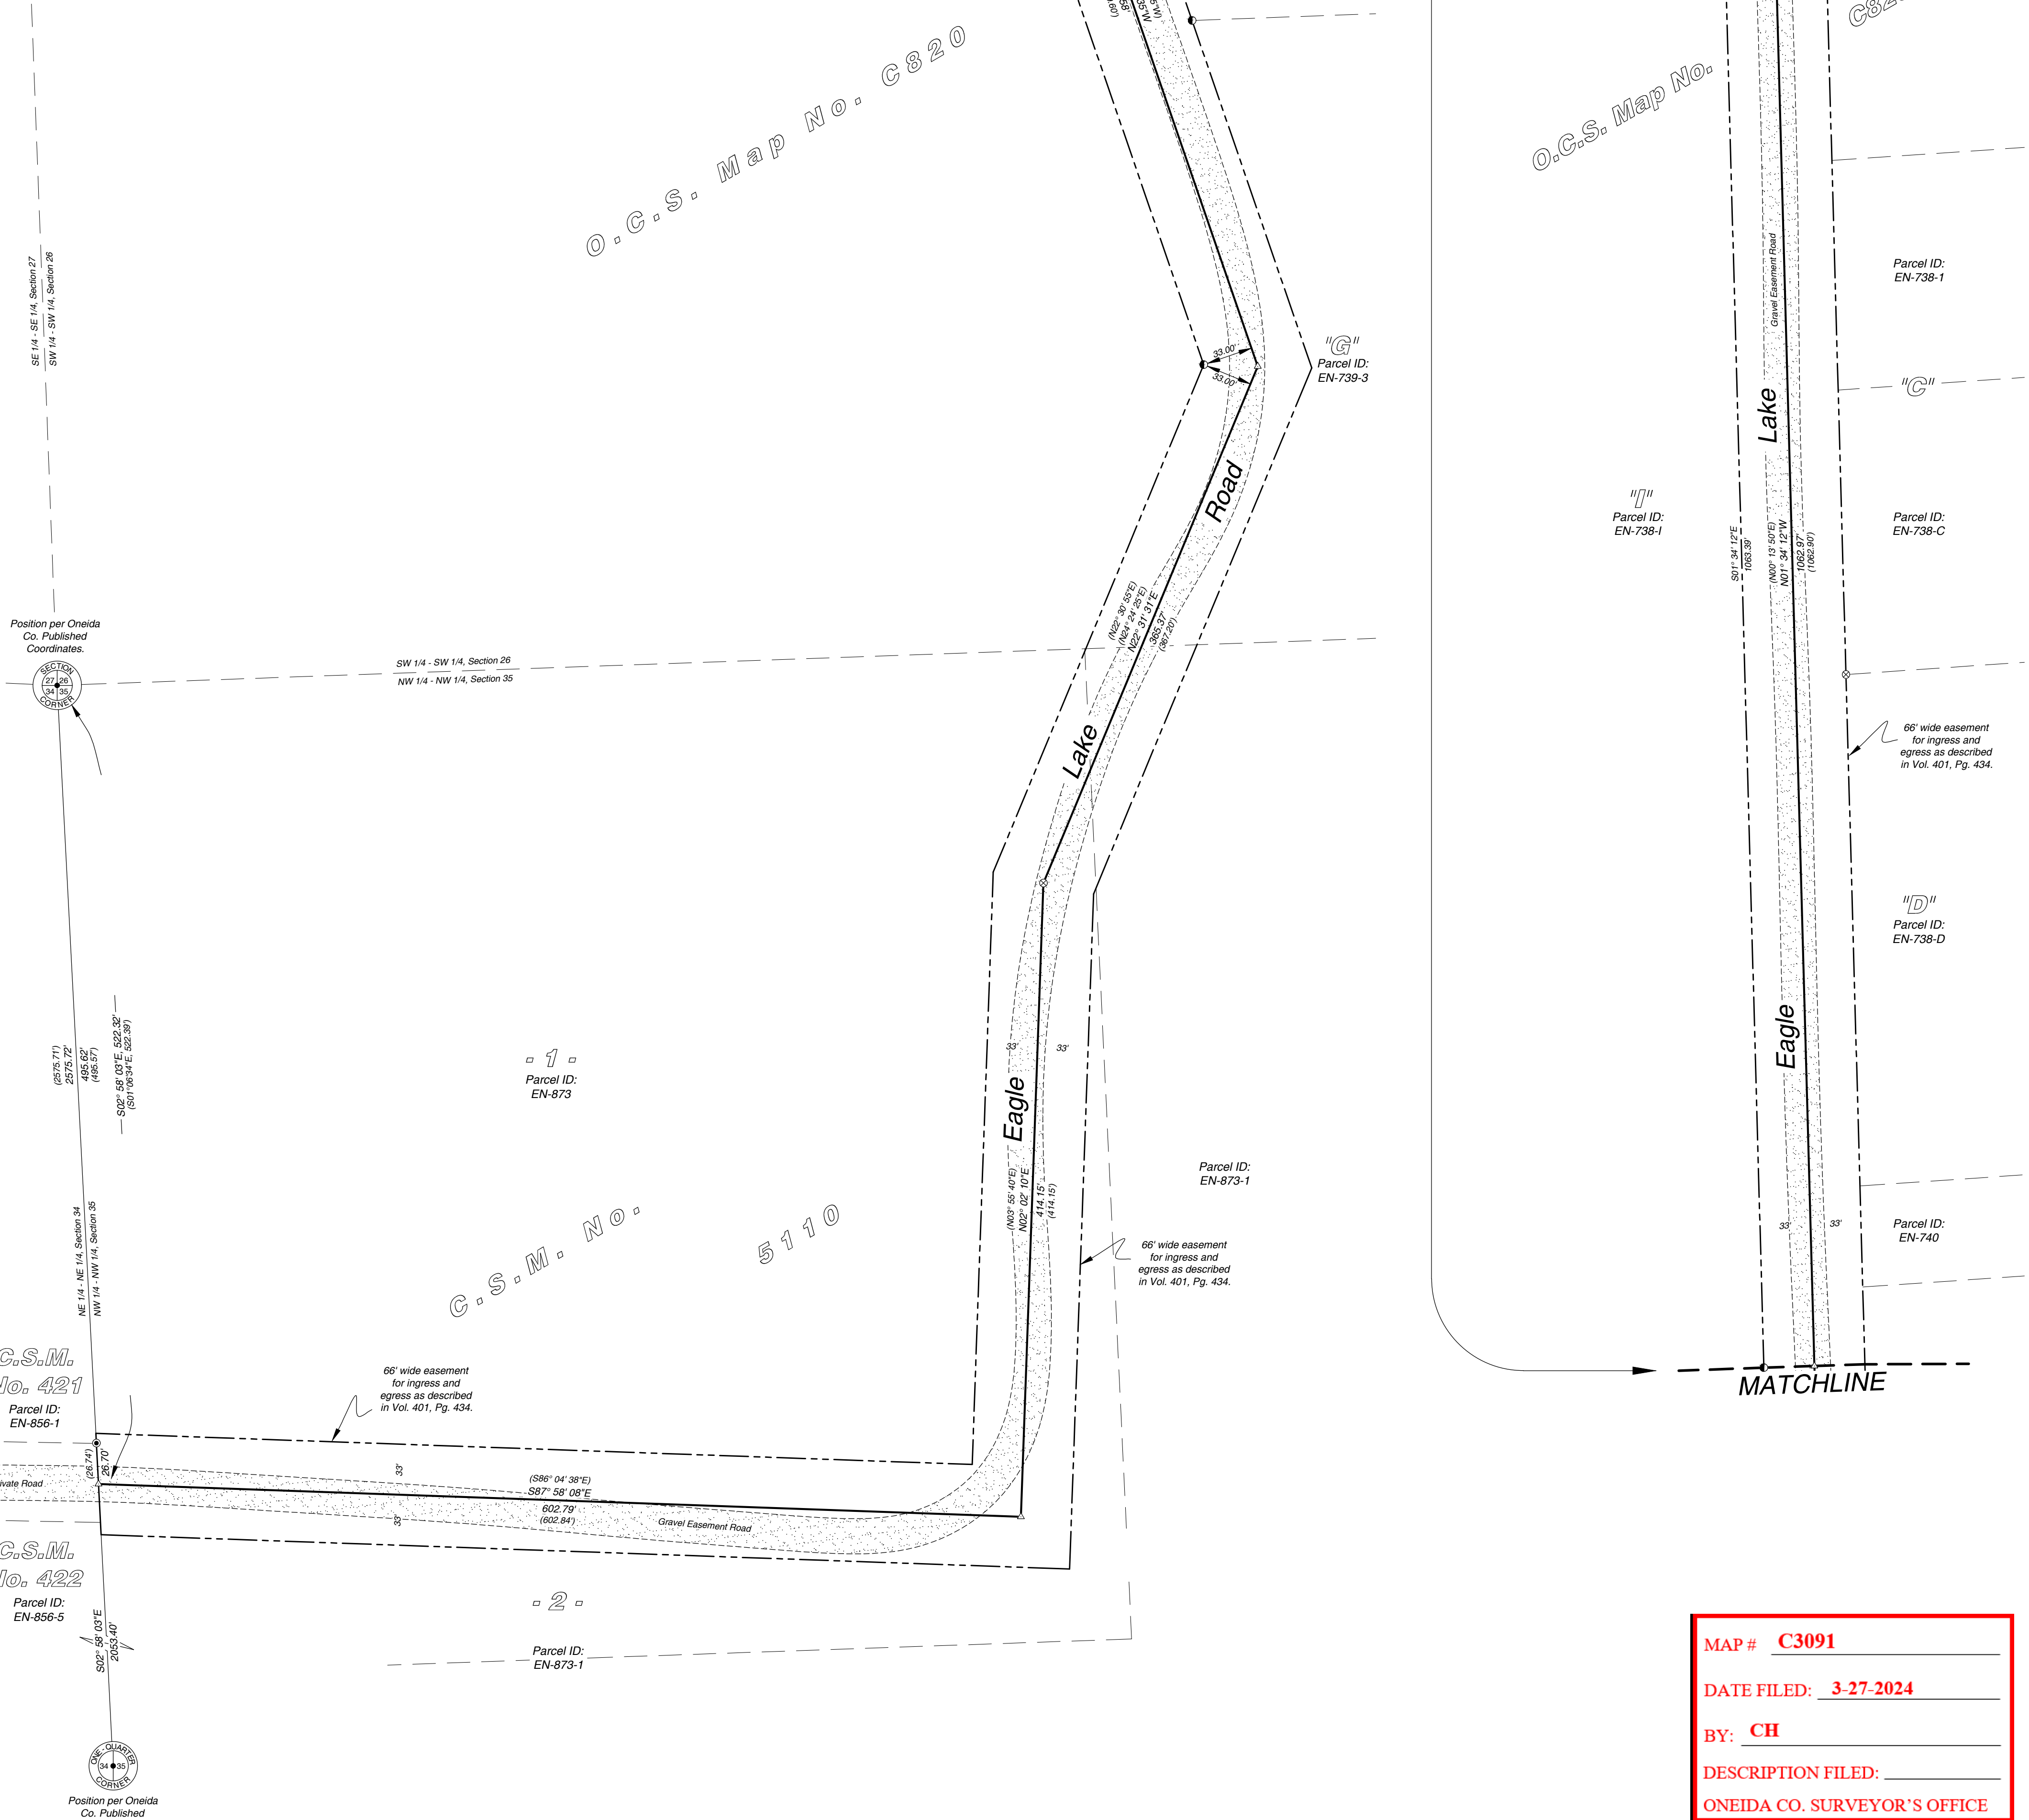 O.C.S. Map No. C820
O.C.S. Map No.
SE 1/4 - SE 1/4, Section 27
SW 1/4 - SW 1/4, Section 26
33.00'
33.00'
"G"
Parcel ID:
EN-739-3
Road
(N22° 30' 55"E)
(N24° 24' 25"E)
N22° 31' 31"E
365.37'
(367.20')
Lake
Position per Oneida
Co. Published
Coordinates.
SECTION
27 26
34 35
CORNER
SW 1/4 - SW 1/4, Section 26
NW 1/4 - NW 1/4, Section 35
(2575.71')
2575.72'
495.62'
(495.57')
S02° 58' 03"E, 522.32'
(S01°06'34"E, 522.39')
NE 1/4 - NE 1/4, Section 34
NW 1/4 - NW 1/4, Section 35
- 1 -
Parcel ID:
EN-873
33'
33'
Eagle
(N03° 55' 40"E)
N02° 02' 10"E
414.15'
(414.15')
Parcel ID:
EN-873-1
66' wide easement
for ingress and
egress as described
in Vol. 401, Pg. 434.
C.S.M. No. 5110
C.S.M.
No. 421
Parcel ID:
EN-856-1
66' wide easement
for ingress and
egress as described
in Vol. 401, Pg. 434.
(26.74')
26.70'
33'
33'
(S86° 04' 38"E)
S87° 58' 08"E
602.79'
(602.84')
Gravel Easement Road
Road
C.S.M.
No. 422
Parcel ID:
EN-856-5
S02° 58' 03"E
2053.40'
- 2 -
Parcel ID:
EN-873-1
ONE-QUARTER
34 35
CORNER
Position per Oneida
Co. Published
Gravel Easement Road
Lake
Parcel ID:
EN-738-1
"C"
Parcel ID:
EN-738-C
"I"
Parcel ID:
EN-738-I
S01° 34' 12"E
1063.39'
(N00° 13' 50"E)
N01° 34' 12"W
1062.97'
(1062.90')
66' wide easement
for ingress and
egress as described
in Vol. 401, Pg. 434.
"D"
Parcel ID:
EN-738-D
Eagle
33'
33'
Parcel ID:
EN-740
MATCHLINE
MAP # C3091
DATE FILED: 3-27-2024
BY: CH
DESCRIPTION FILED:
ONEIDA CO. SURVEYOR'S OFFICE